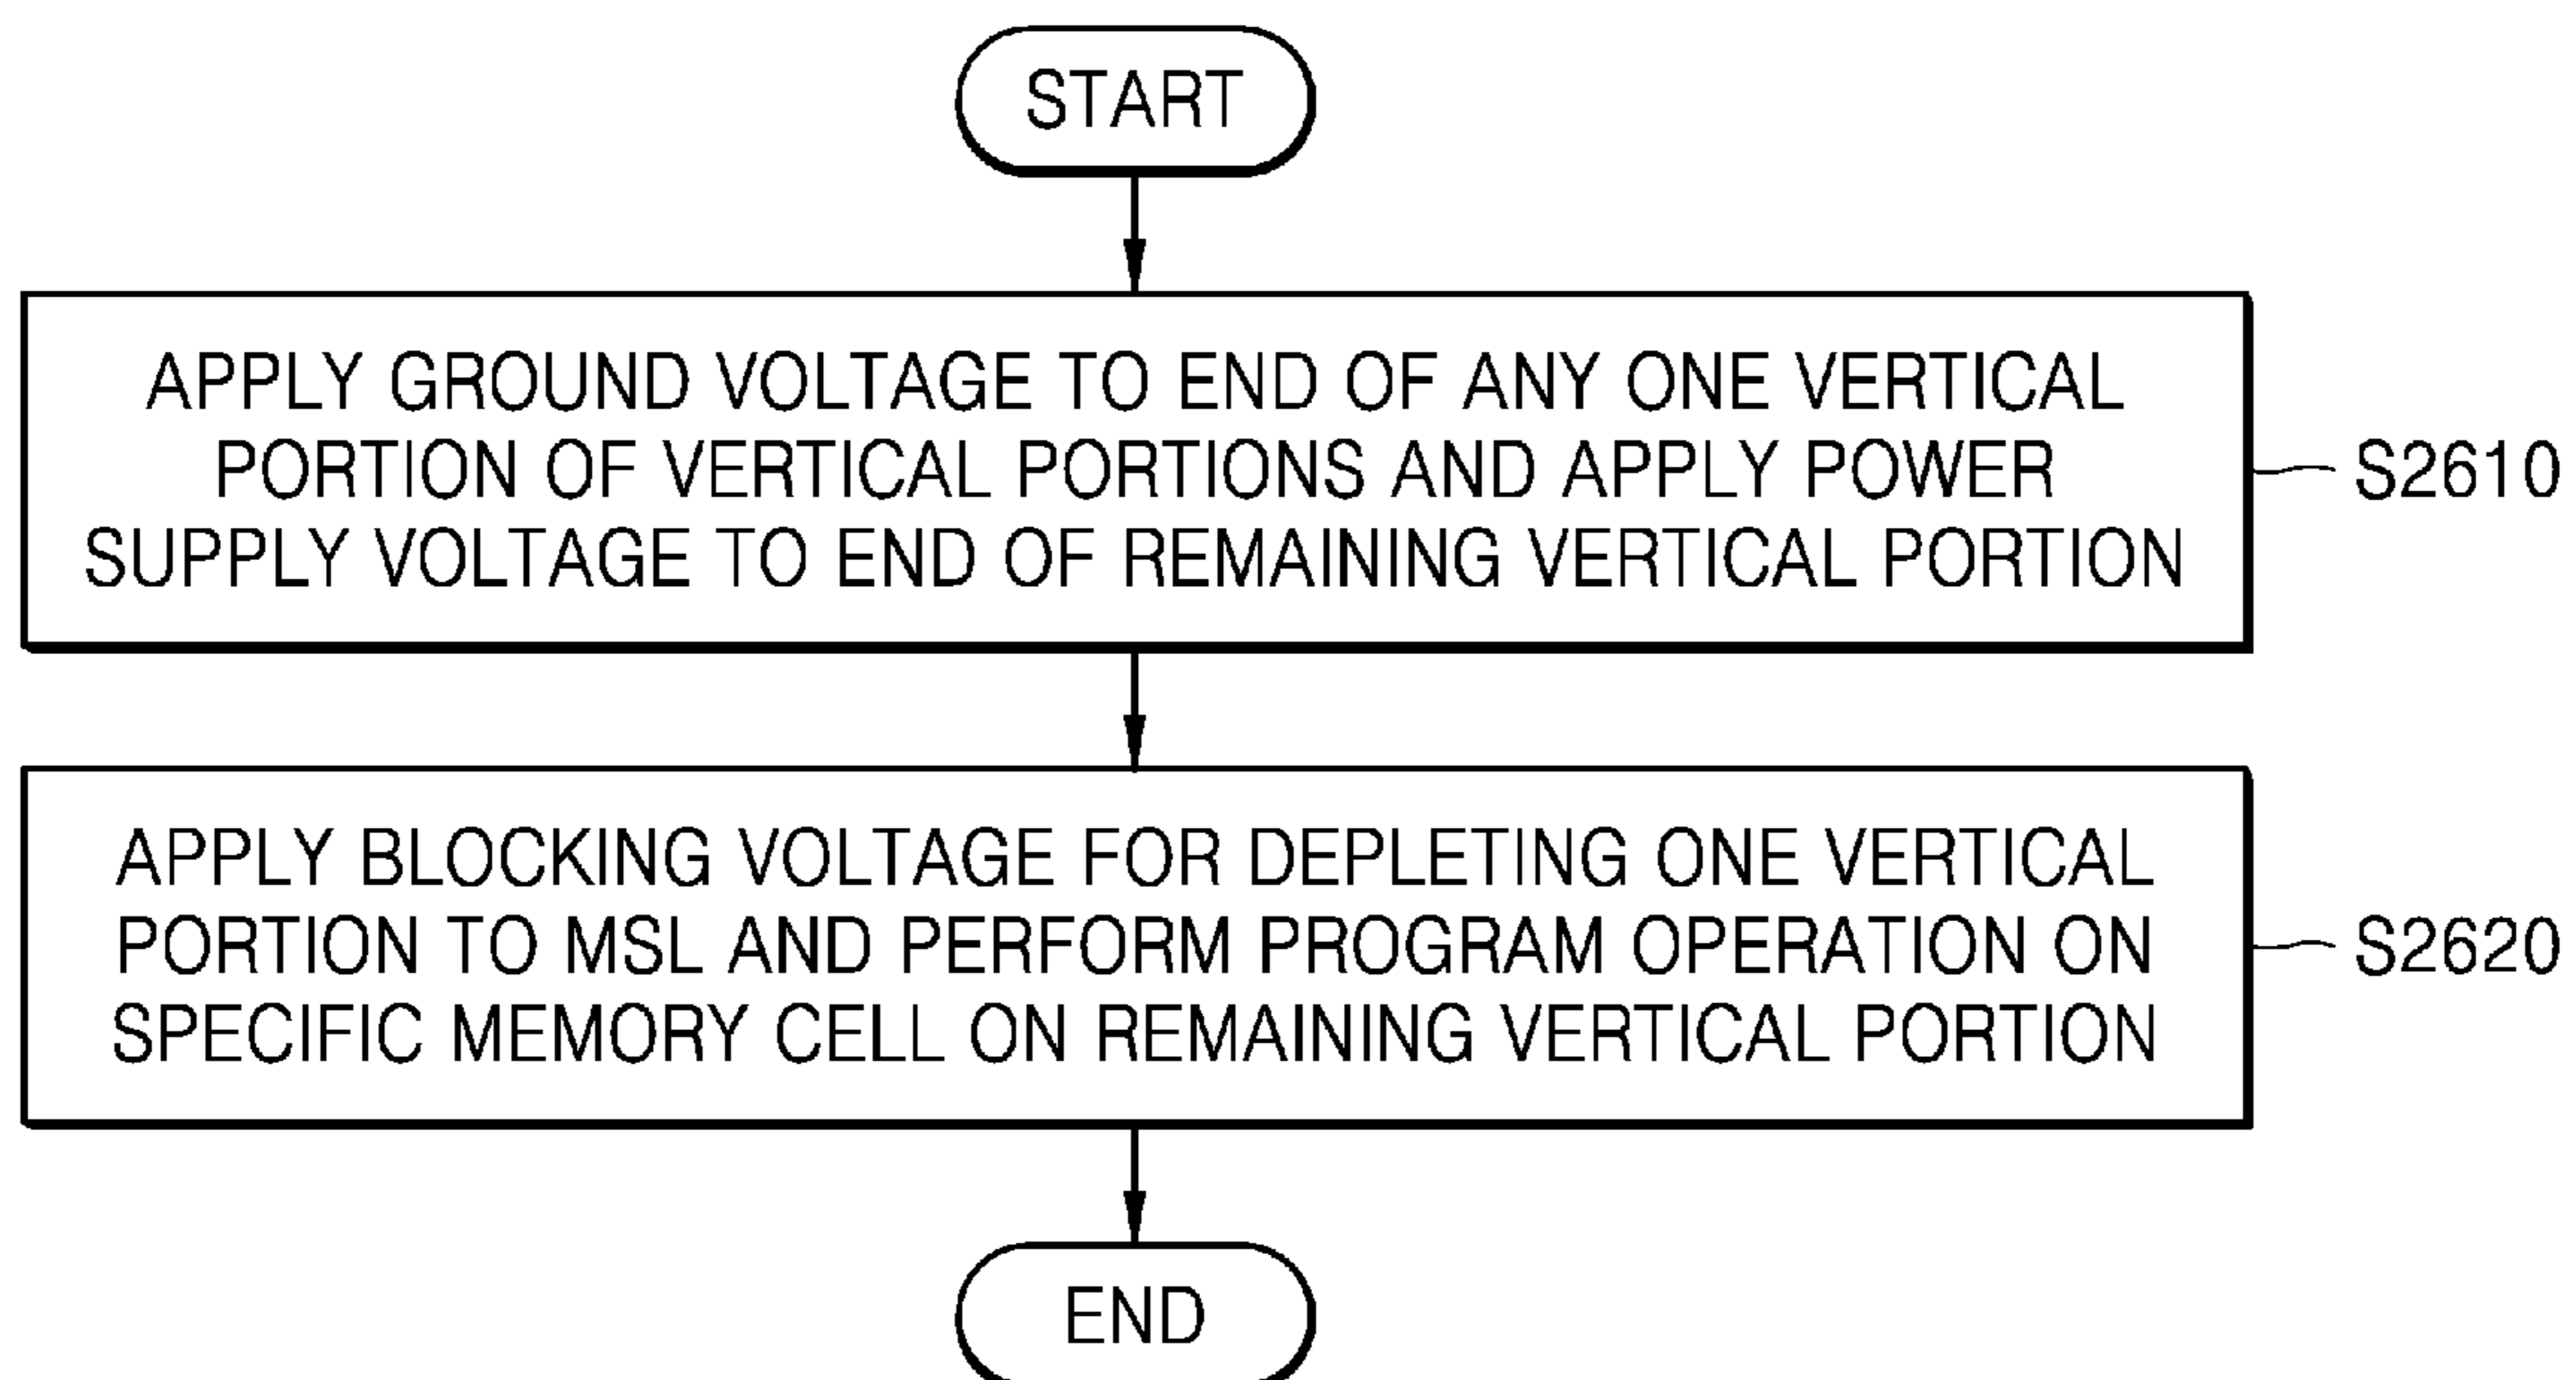 START
APPLY GROUND VOLTAGE TO END OF ANY ONE VERTICAL
PORTION OF VERTICAL PORTIONS AND APPLY POWER
SUPPLY VOLTAGE TO END OF REMAINING VERTICAL PORTION
S2610
APPLY BLOCKING VOLTAGE FOR DEPLETING ONE VERTICAL
PORTION TO MSL AND PERFORM PROGRAM OPERATION ON
SPECIFIC MEMORY CELL ON REMAINING VERTICAL PORTION
S2620
END